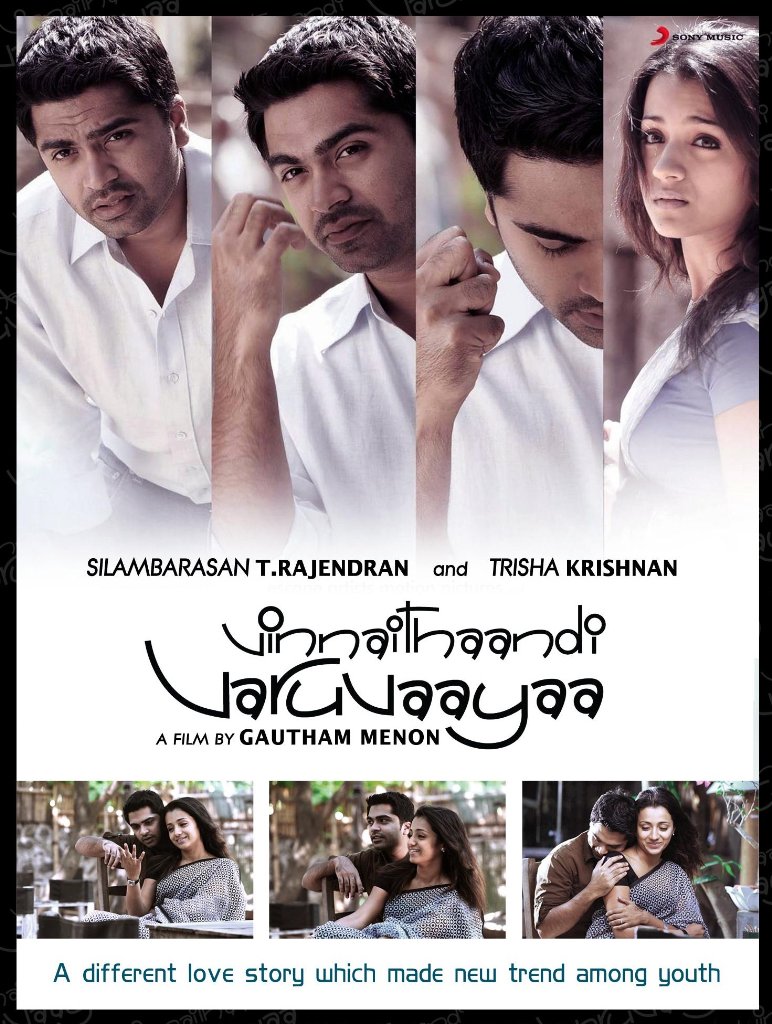 SONY MUSIC
SILAMBARASAN T.RAJENDRAN and TRISHA KRISHNAN
vinnaithaandi
varuvaayaa
A FILM BY GAUTHAM MENON
A different love story which made new trend among youth